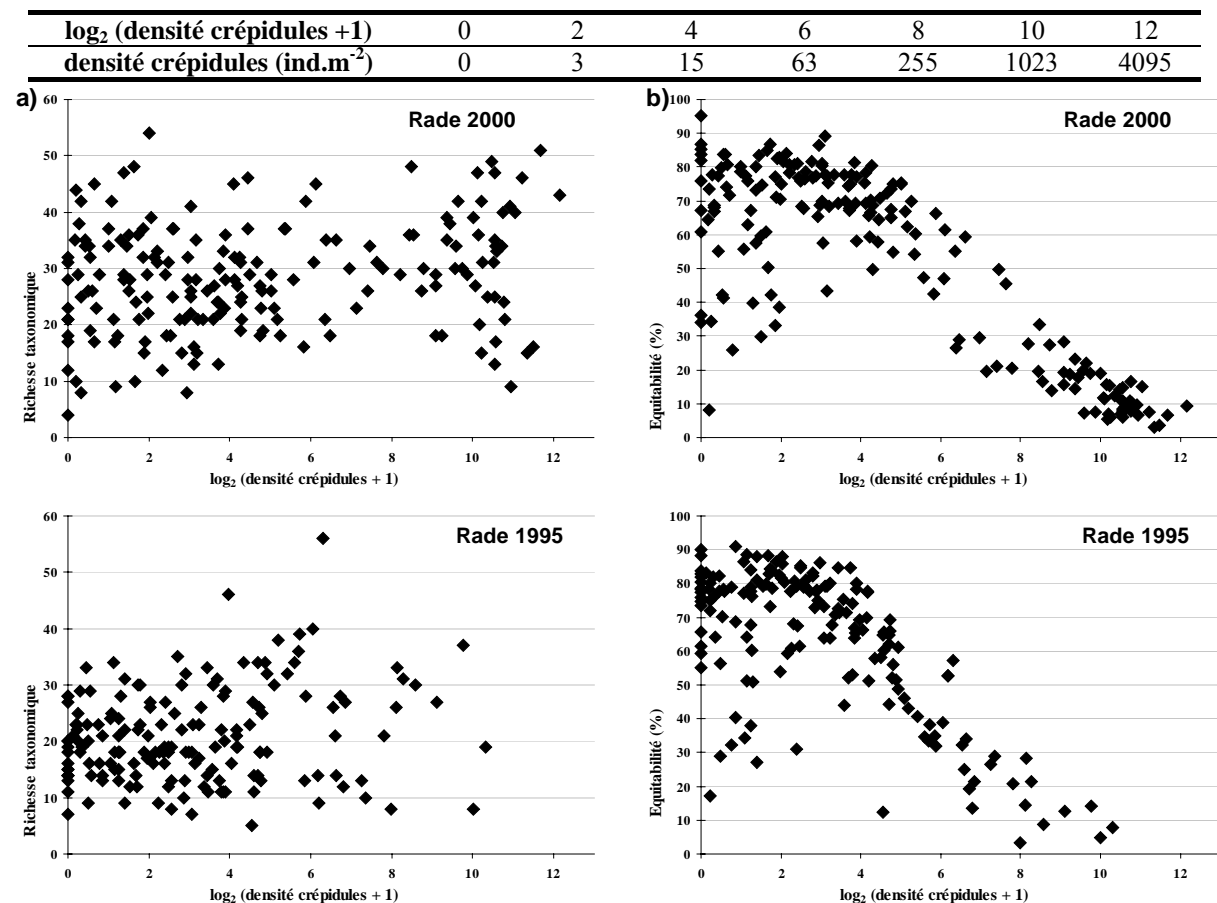 log₂ (densité crépidules +1) 0 2 4 6 8 10 12
densité crépidules (ind.m⁻²) 0 3 15 63 255 1023 4095
a)
Rade 2000
Richesse taxonomique
60
50
40
30
20
10
0
0 2 4 6 8 10 12
log₂ (densité crépidules + 1)
b)
Rade 2000
Equitabilité (%)
100
90
80
70
60
50
40
30
20
10
0
0 2 4 6 8 10 12
log₂ (densité crépidules + 1)
Rade 1995
Richesse taxonomique
60
50
40
30
20
10
0
0 2 4 6 8 10 12
log₂ (densité crépidules + 1)
Rade 1995
Equitabilité (%)
100
90
80
70
60
50
40
30
20
10
0
0 2 4 6 8 10 12
log₂ (densité crépidules + 1)